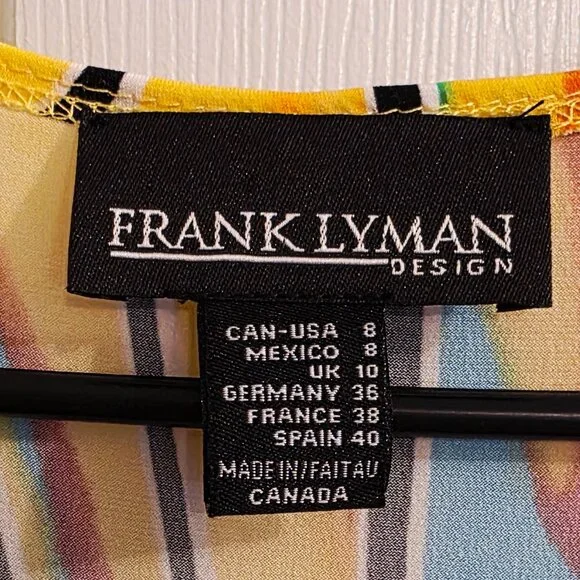 FRANK LYMAN
DESIGN
CAN-USA 8
MEXICO 8
UK 10
GERMANY 36
FRANCE 38
SPAIN 40
MADE IN/FAIT AU
CANADA